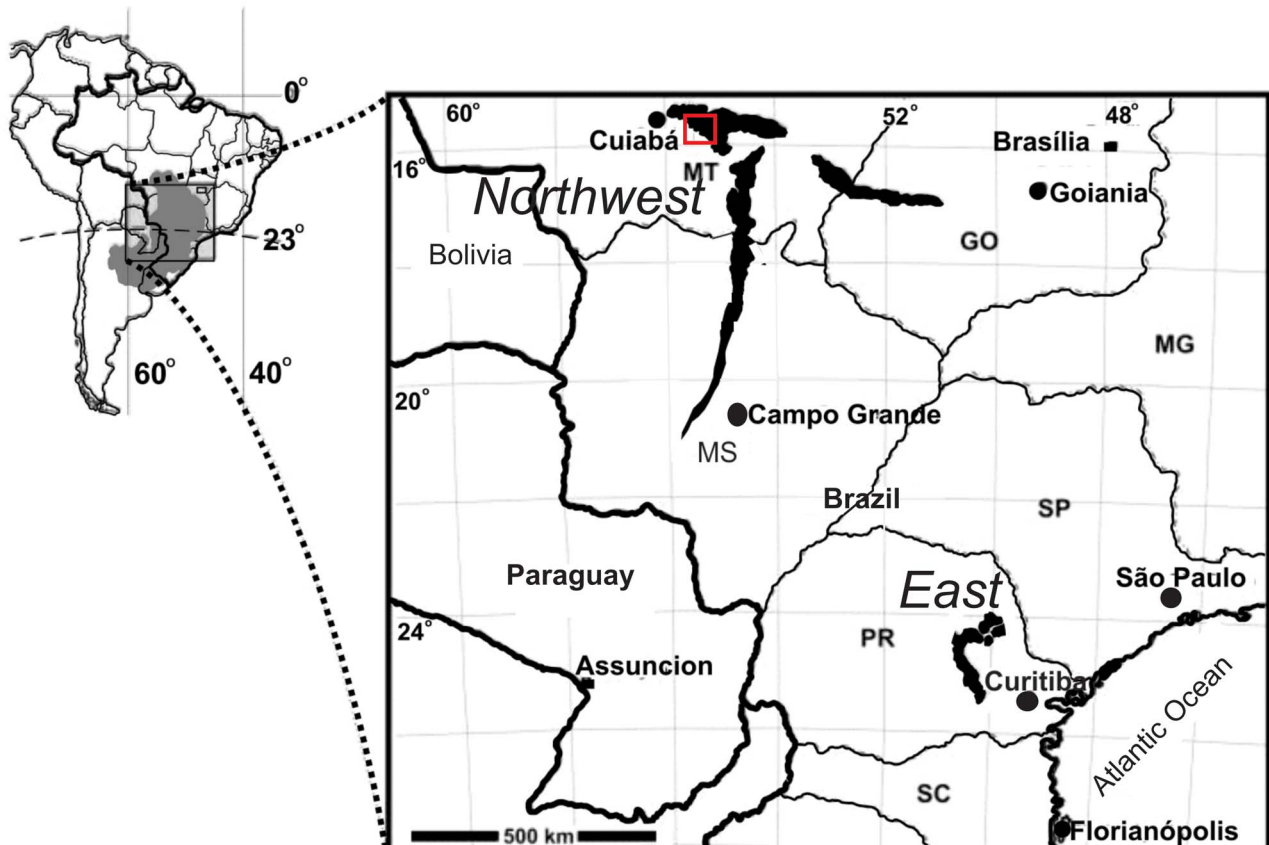 0°
23°
60°
40°
60°
52°
48°
Cuiabá
Brasília
16°
MT
Northwest
Goiania
Bolivia
GO
MG
20°
Campo Grande
MS
Brazil
SP
Paraguay
East
São Paulo
24°
PR
Assuncion
Curitiba
Atlantic Ocean
SC
500 km
Florianópolis